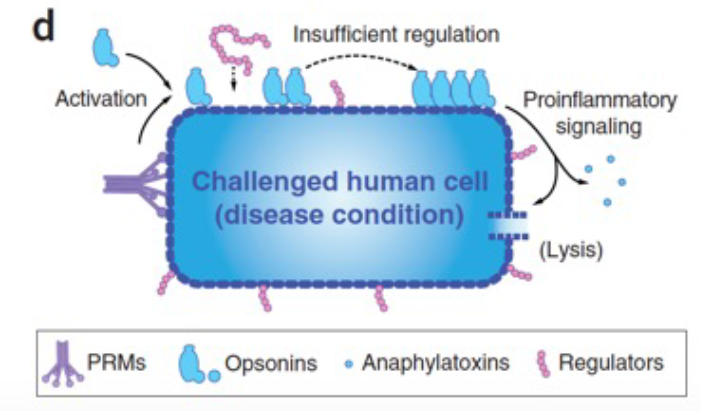 d
Insufficient regulation
Activation
Proinflammatory
signaling
Challenged human cell
(disease condition)
(Lysis)
PRMs
Opsonins
Anaphylatoxins
Regulators